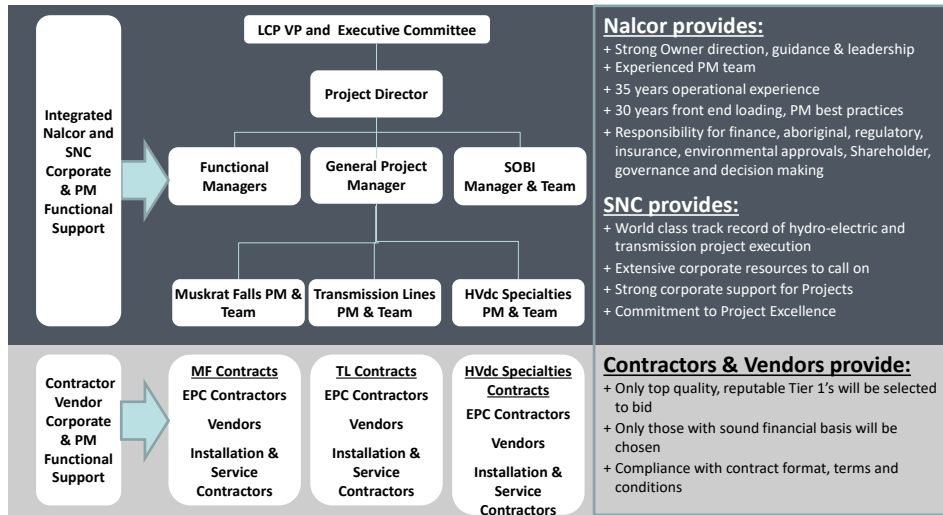 LCP VP and Executive Committee
Project Director
Integrated
Nalcor and
SNC
Corporate
& PM
Functional
Support
Functional
Managers
General Project
Manager
SOBI
Manager & Team
Muskrat Falls PM &
Team
Transmission Lines
PM & Team
HVdc Specialties
PM & Team
Contractor
Vendor
Corporate
& PM
Functional
Support
MF Contracts
EPC Contractors
Vendors
Installation &
Service
Contractors
TL Contracts
EPC Contractors
Vendors
Installation &
Service
Contractors
HVdc Specialties
Contracts
EPC Contractors
Vendors
Installation &
Service
Contractors
Nalcor provides:
+ Strong Owner direction, guidance & leadership
+ Experienced PM team
+ 35 years operational experience
+ 30 years front end loading, PM best practices
+ Responsibility for finance, aboriginal, regulatory,
insurance, environmental approvals, Shareholder,
governance and decision making
SNC provides:
+ World class track record of hydro-electric and
transmission project execution
+ Extensive corporate resources to call on
+ Strong corporate support for Projects
+ Commitment to Project Excellence
Contractors & Vendors provide:
+ Only top quality, reputable Tier 1's will be selected
to bid
+ Only those with sound financial basis will be
chosen
+ Compliance with contract format, terms and
conditions